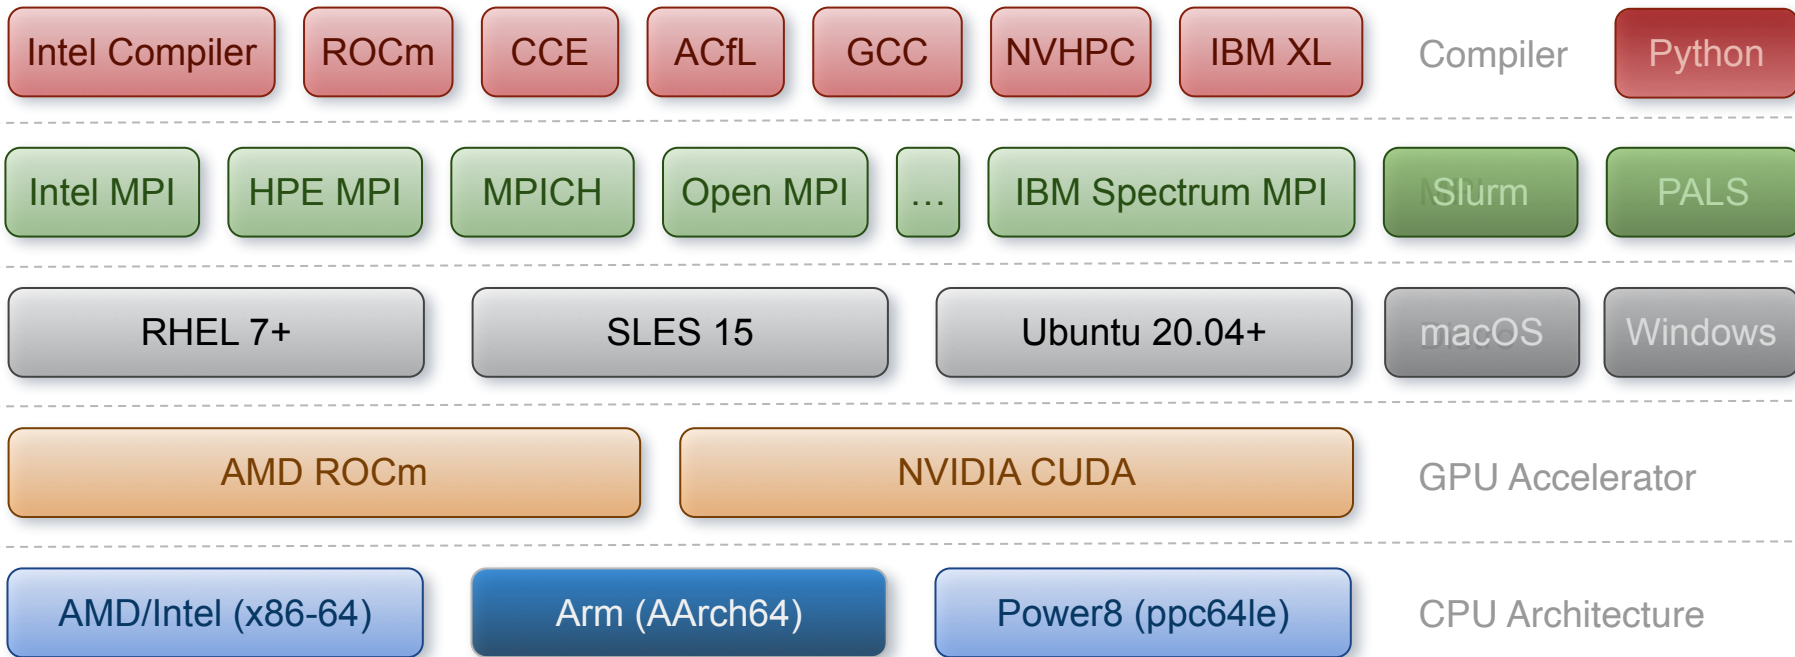 Intel Compiler ROCm CCE ACfL GCC NVHPC IBM XL Compiler Python
Intel MPI HPE MPI MPICH Open MPI … IBM Spectrum MPI Slurm PALS
RHEL 7+ SLES 15 Ubuntu 20.04+ macOS Windows
AMD ROCm NVIDIA CUDA GPU Accelerator
AMD/Intel (x86-64) Arm (AArch64) Power8 (ppc64le) CPU Architecture